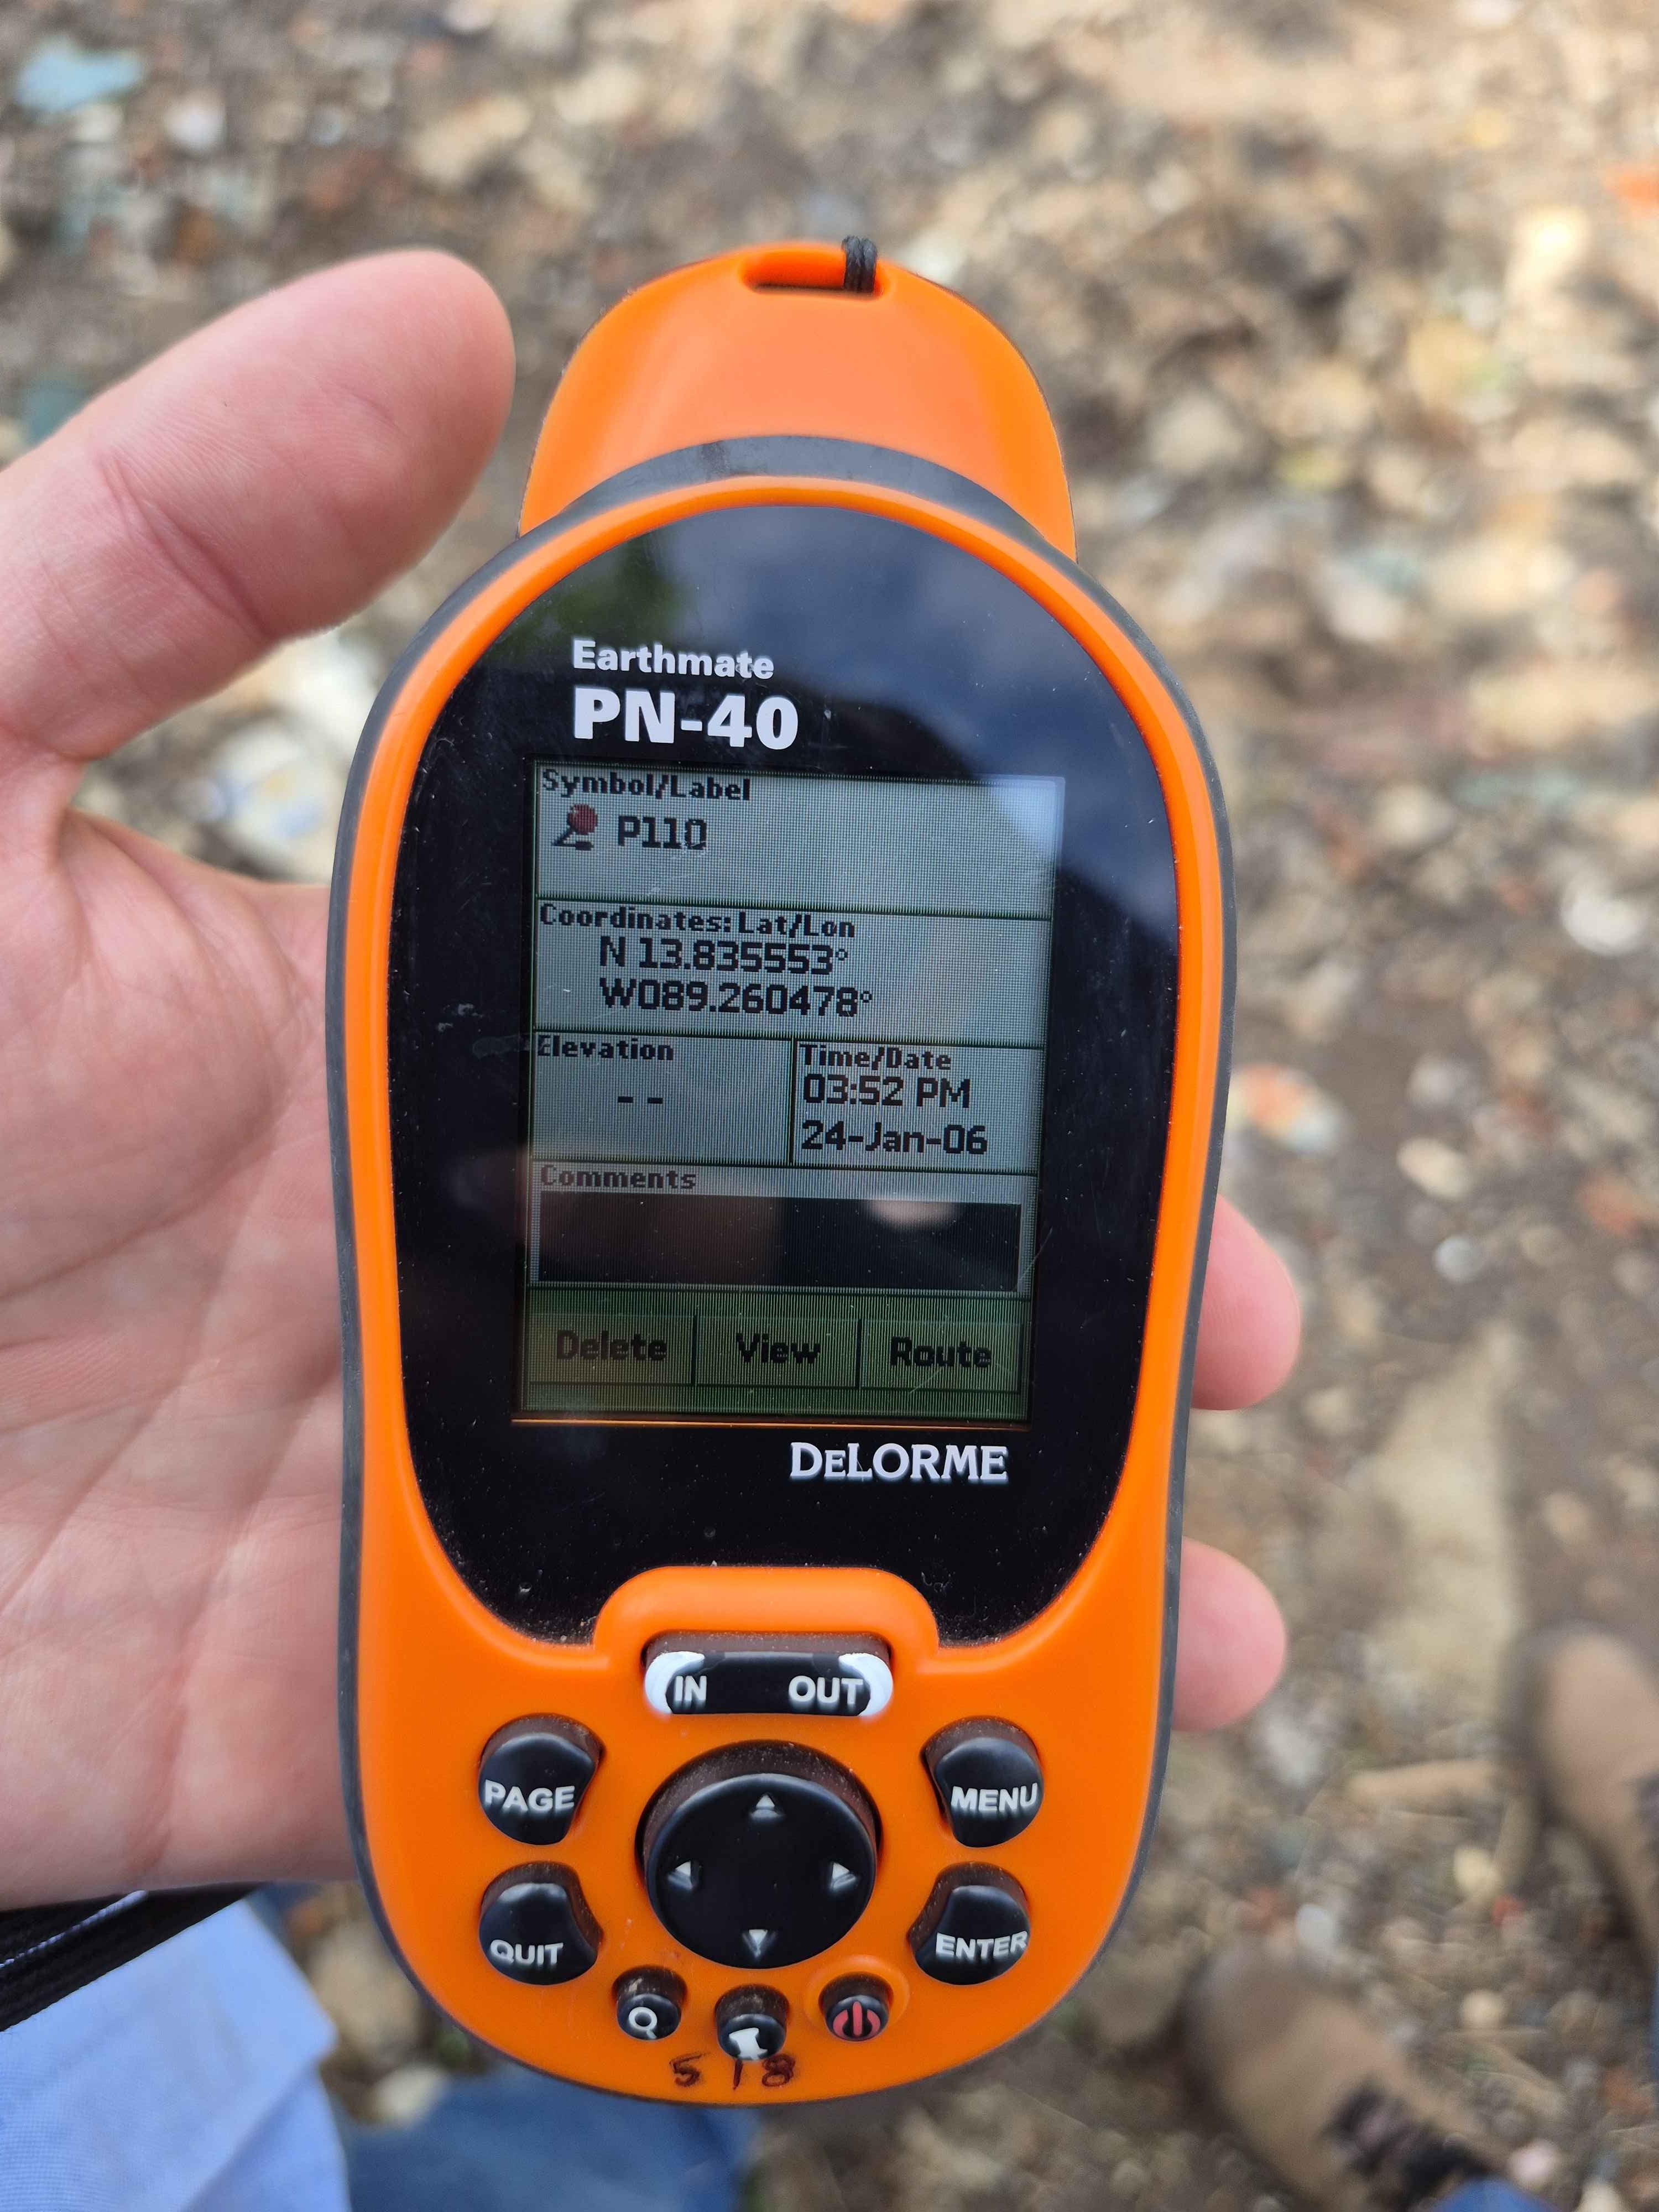 Earthmate
PN-40
Symbol/Label
P110
Coordinates: Lat/Lon
N 13.835553°
W089.260478°
Elevation
Time/Date
--
03:52 PM
24-Jan-06
Comments
Delete View Route
DELORME
IN OUT
PAGE MENU
QUIT ENTER
518